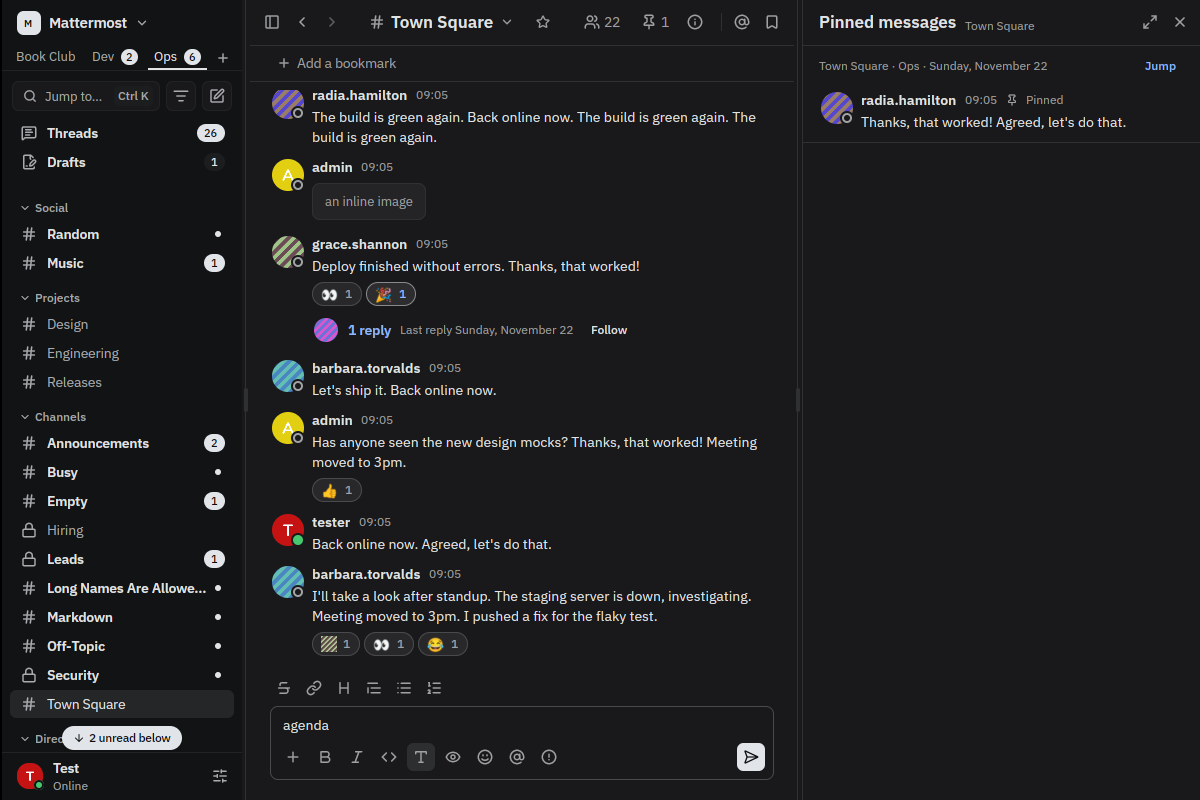 M Mattermost
Book Club Dev 2 Ops 6
Jump to... Ctrl K
Threads 26
Drafts 1
Social
Random
Music 1
Projects
Design
Engineering
Releases
Channels
Announcements 2
Busy
Empty 1
Hiring
Leads 1
Long Names Are Allowe...
Markdown
Off-Topic
Security
Town Square
Direc
2 unread below
T Test
Online
Town Square 22 1
Add a bookmark
radia.hamilton 09:05
The build is green again. Back online now. The build is green again. The
build is green again.
A admin 09:05
an inline image
grace.shannon 09:05
Deploy finished without errors. Thanks, that worked!
1 1
1 reply Last reply Sunday, November 22 Follow
barbara.torvalds 09:05
Let's ship it. Back online now.
A admin 09:05
Has anyone seen the new design mocks? Thanks, that worked! Meeting
moved to 3pm.
1
T tester 09:05
Back online now. Agreed, let's do that.
barbara.torvalds 09:05
I'll take a look after standup. The staging server is down, investigating.
Meeting moved to 3pm. I pushed a fix for the flaky test.
1 1 1
agenda
Pinned messages Town Square
Town Square · Ops · Sunday, November 22 Jump
radia.hamilton 09:05 Pinned
Thanks, that worked! Agreed, let's do that.